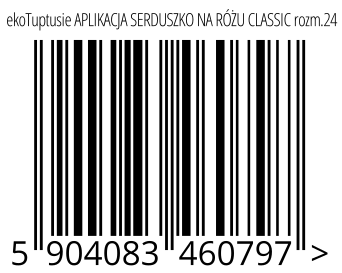 ekoTuptusie APLIKACJA SERDUSZKO NA RÓŻU CLASSIC rozm.24
5 904083 460797 >